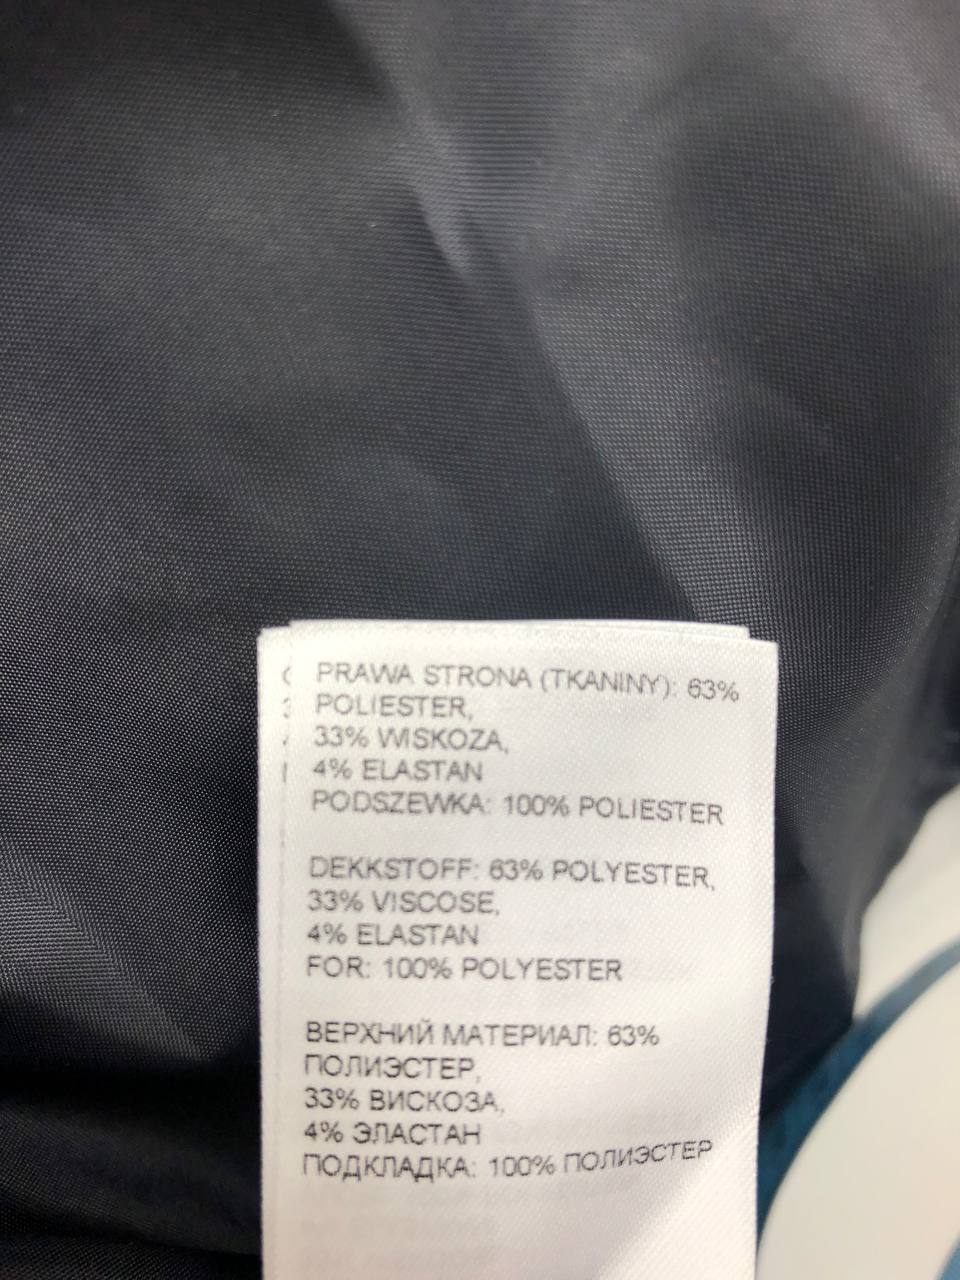 PRAWA STRONA (TKANINY): 63%
POLIESTER,
33% WISKOZA,
4% ELASTAN
PODSZEWKA: 100% POLIESTER
DEKKSTOFF: 63% POLYESTER,
33% VISCOSE,
4% ELASTAN
FOR: 100% POLYESTER
ВЕРХНИЙ МАТЕРИАЛ: 63%
ПОЛИЭСТЕР,
33% ВИСКОЗА,
4% ЭЛАСТАН
ПОДКЛАДКА: 100% ПОЛИЭСТЕР